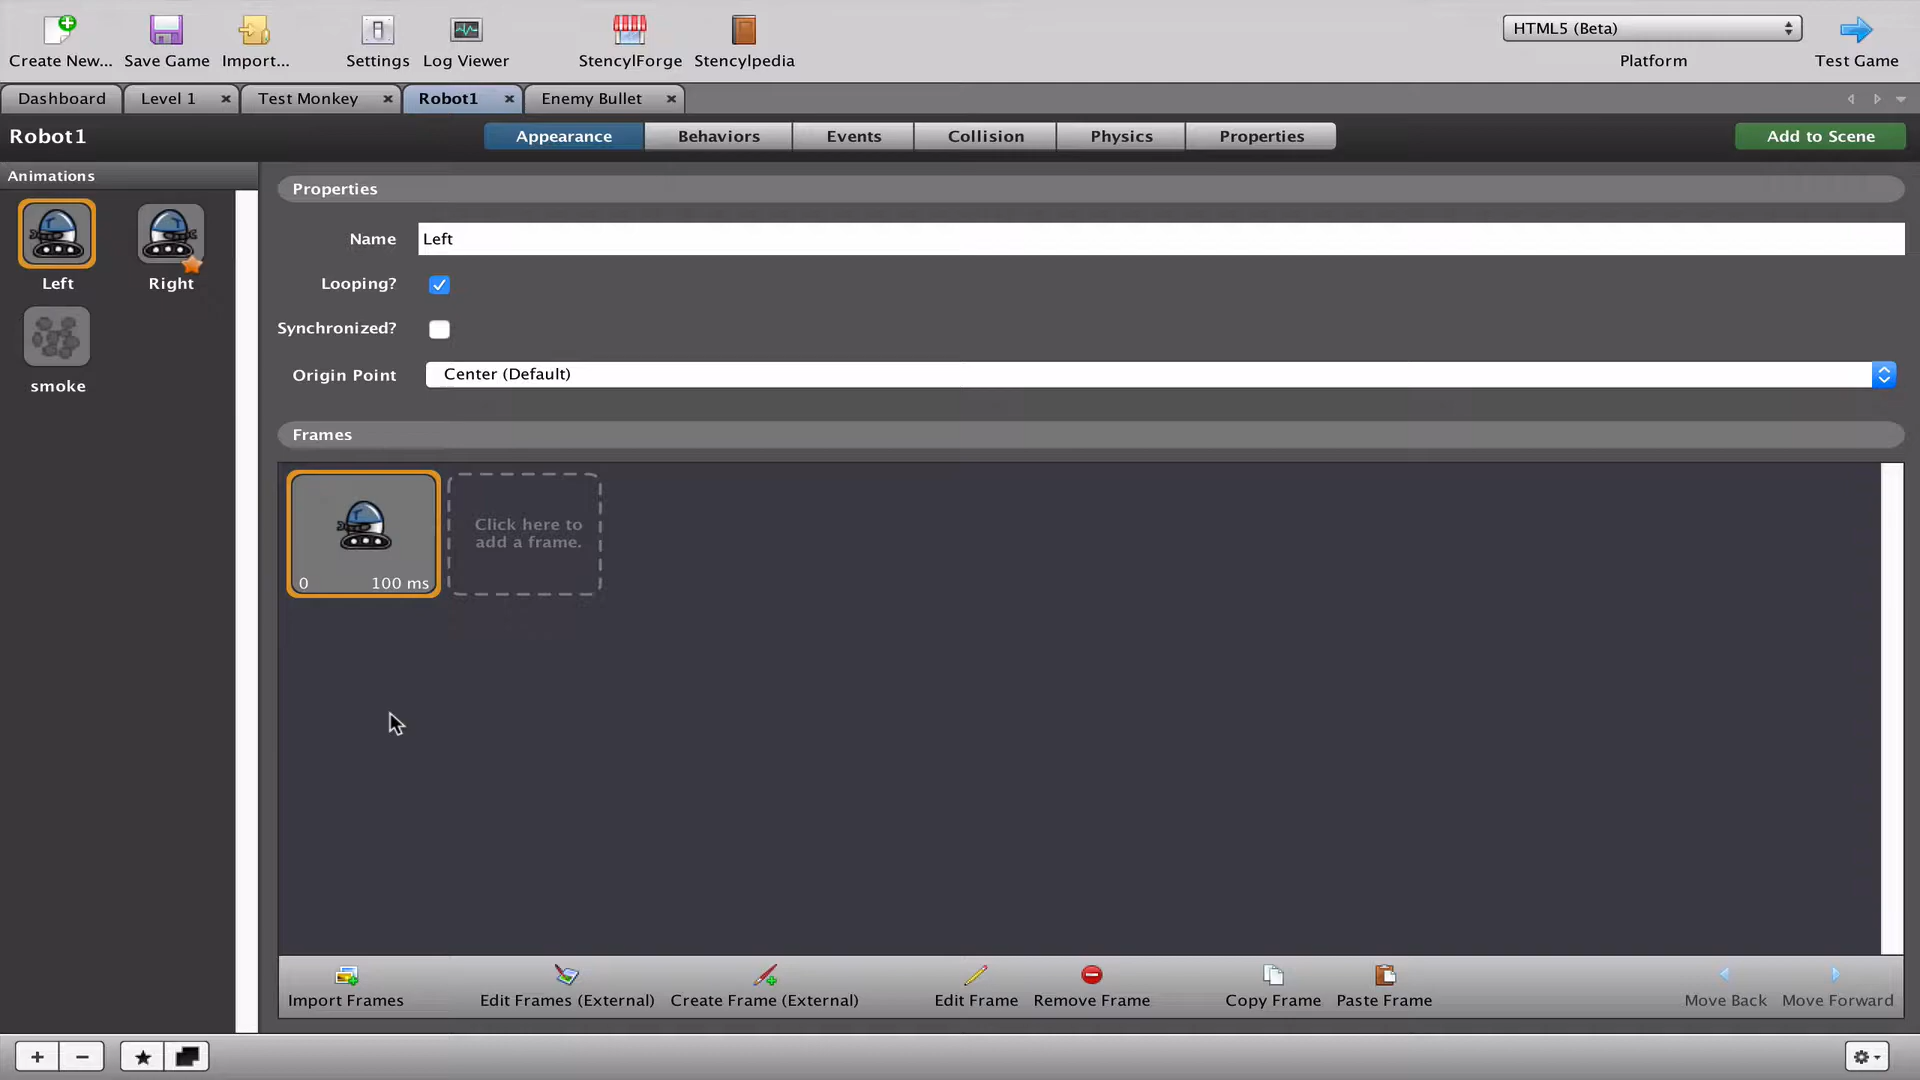 Create New...
Save Game
Import...
Settings
Log Viewer
StencylForge
Stencylpedia
HTML5 (Beta)
Platform
Test Game
Dashboard
Level 1
Test Monkey
Robot1
Enemy Bullet
Robot1
Appearance
Behaviors
Events
Collision
Physics
Properties
Add to Scene
Animations
Left
Right
smoke
Properties
Name
Left
Looping?
Synchronized?
Origin Point
Center (Default)
Frames
0
100 ms
Click here to
add a frame.
Import Frames
Edit Frames (External)
Create Frame (External)
Edit Frame
Remove Frame
Copy Frame
Paste Frame
Move Back
Move Forward